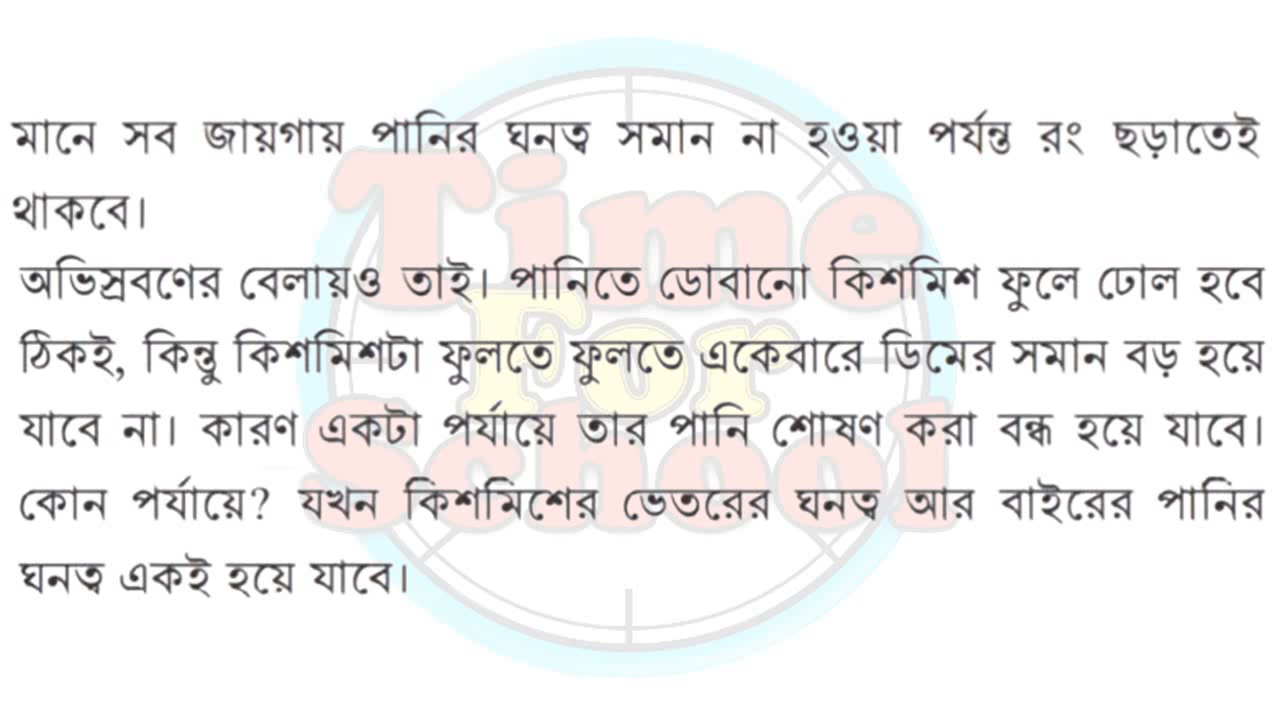 মানে সব জায়গায় পানির ঘনত্ব সমান না হওয়া পর্যন্ত রং ছড়াতেই
থাকবে।
অভিস্রবণের বেলায়ও তাই। পানিতে ডোবানো কিশমিশ ফুলে ঢোল হবে
ঠিকই, কিন্তু কিশমিশটা ফুলতে ফুলতে একেবারে ডিমের সমান বড় হয়ে
যাবে না। কারণ একটা পর্যায়ে তার পানি শোষণ করা বন্ধ হয়ে যাবে।
কোন পর্যায়ে? যখন কিশমিশের ভেতরের ঘনত্ব আর বাইরের পানির
ঘনত্ব একই হয়ে যাবে।
Time
For
School